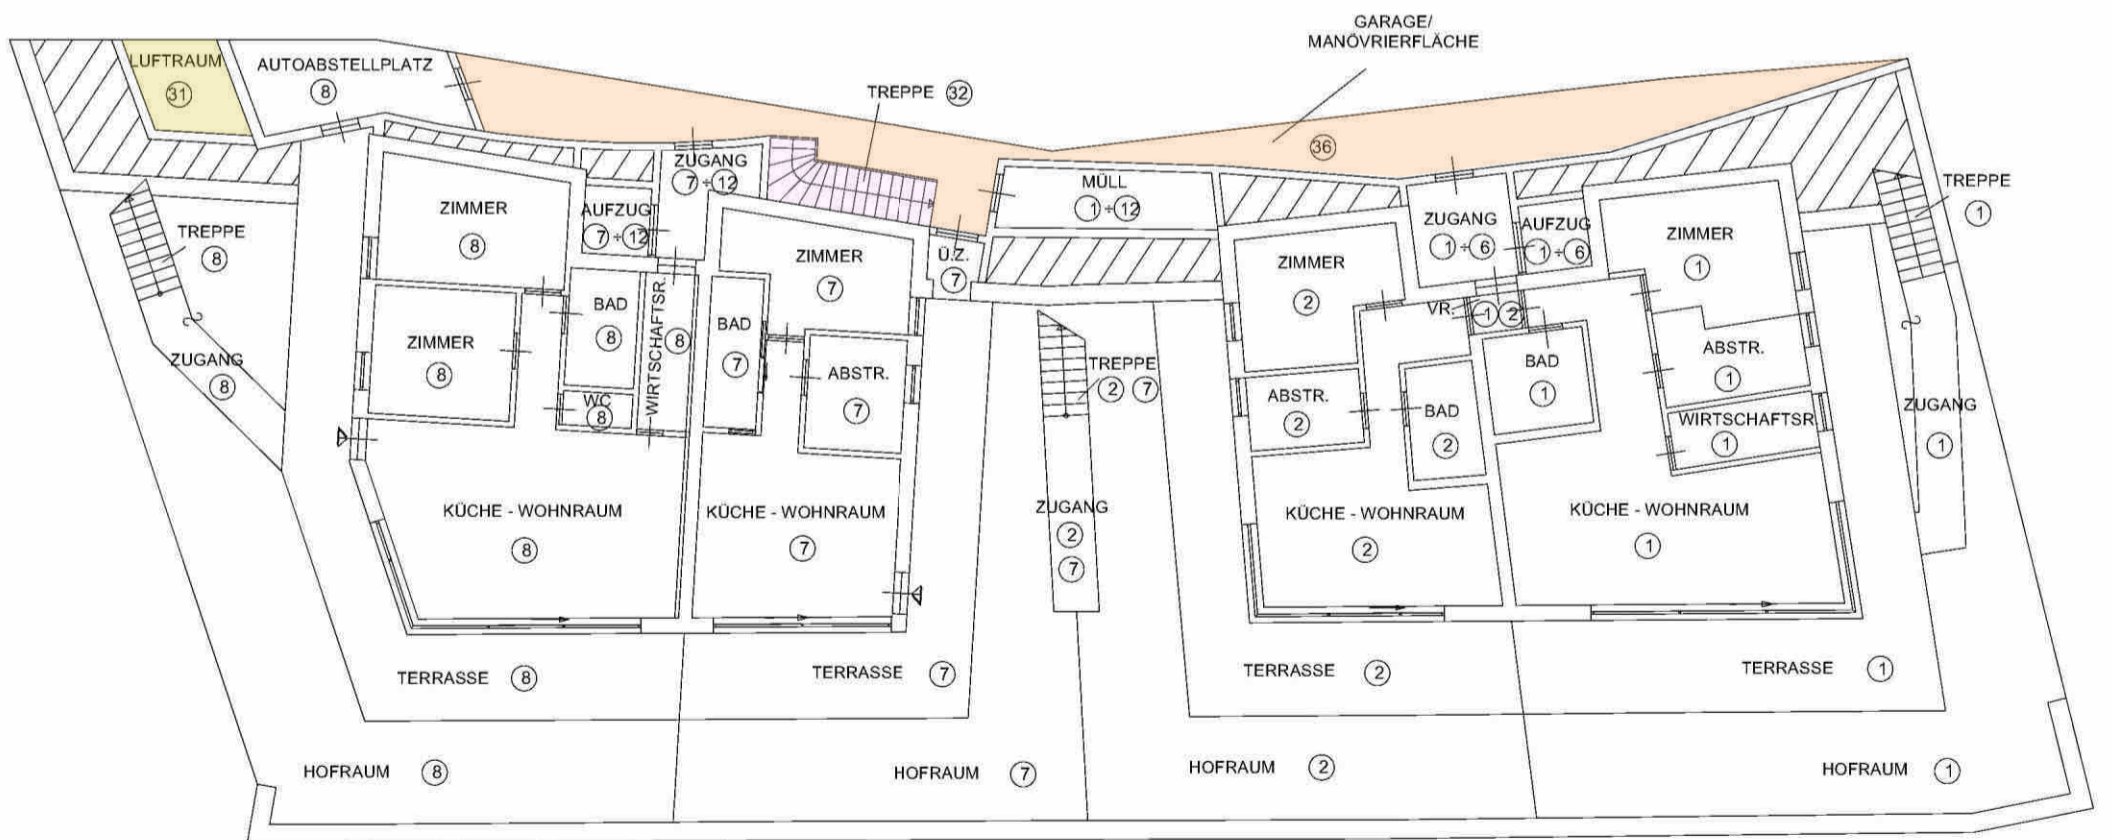 GARAGE/
MANÖVRIERFLÄCHE
LUFTRAUM
31
AUTOABSTELLPLATZ
8
TREPPE 32
36
ZUGANG
7÷12
MÜLL
1÷12
TREPPE
1
ZIMMER
8
AUFZUG
7÷12
ZUGANG
1÷6
AUFZUG
1÷6
ZIMMER
1
TREPPE
8
ZIMMER
7
Ü.Z.
7
ZIMMER
2
VR.
1 2
BAD
8
WIRTSCHAFTSR.
8
BAD
7
ZIMMER
8
ZUGANG
8
TREPPE
2 7
ABSTR.
7
BAD
1
ABSTR.
1
WC
8
ABSTR.
2
BAD
2
WIRTSCHAFTSR.
1
ZUGANG
1
KÜCHE - WOHNRAUM
8
KÜCHE - WOHNRAUM
7
ZUGANG
2
7
KÜCHE - WOHNRAUM
2
KÜCHE - WOHNRAUM
1
TERRASSE 8
TERRASSE 7
TERRASSE 2
TERRASSE 1
HOFRAUM 8
HOFRAUM 7
HOFRAUM 2
HOFRAUM 1